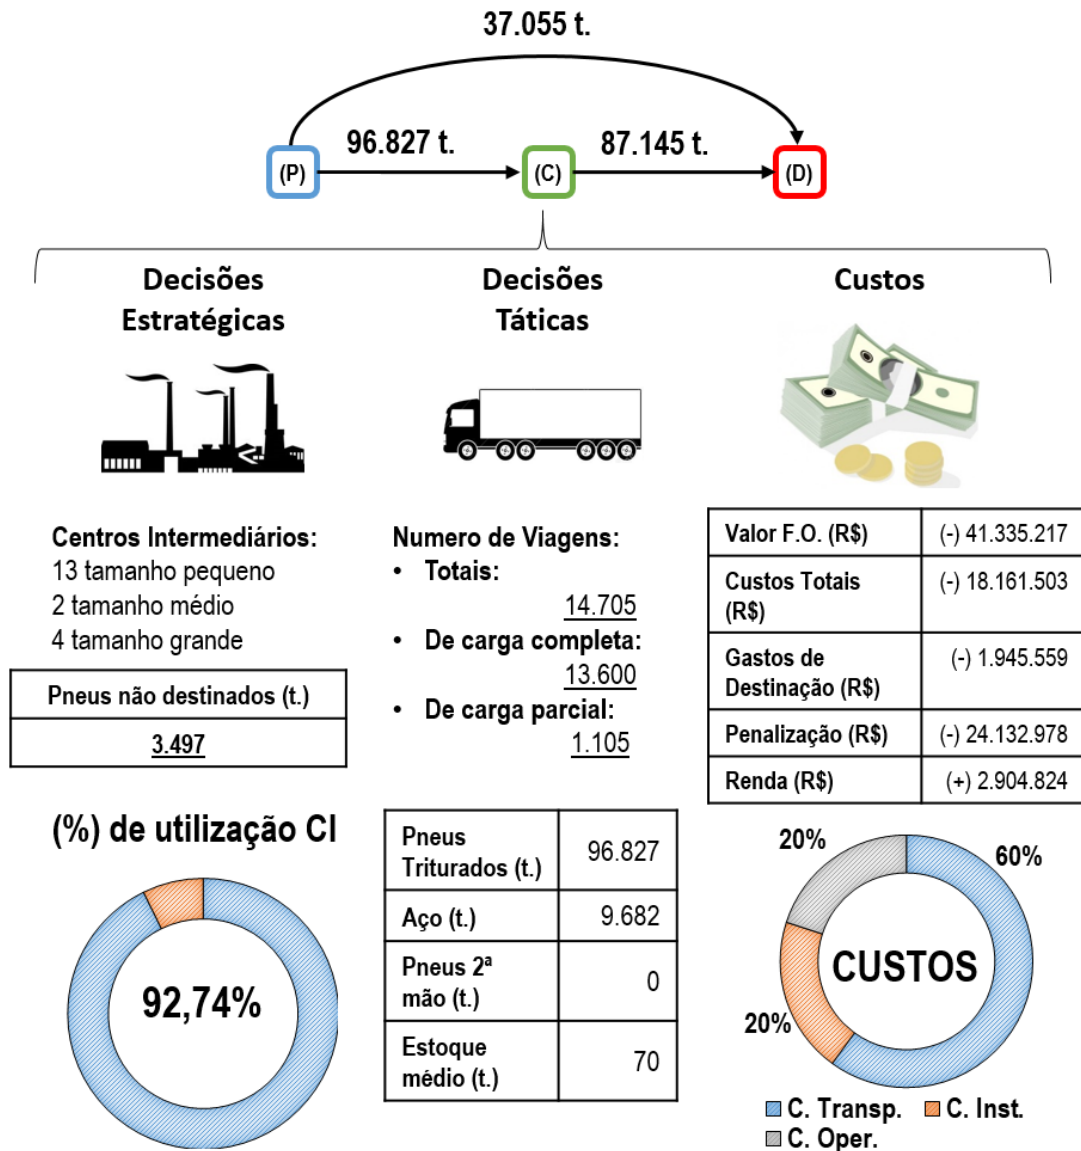 37.055 t.
96.827 t.
87.145 t.
(P)
(C)
(D)
Decisões
Estratégicas
Decisões
Táticas
Custos
Centros Intermediários:
13 tamanho pequeno
2 tamanho médio
4 tamanho grande
Pneus não destinados (t.)
3.497
Numero de Viagens:
• Totais:
14.705
• De carga completa:
13.600
• De carga parcial:
1.105
Valor F.O. (R$) (-) 41.335.217
Custos Totais (-) 18.161.503
(R$)
Gastos de (-) 1.945.559
Destinação (R$)
Penalização (R$) (-) 24.132.978
Renda (R$) (+) 2.904.824
(%) de utilização CI
92,74%
Pneus
Triturados (t.) 96.827
Aço (t.) 9.682
Pneus 2ª
mão (t.) 0
Estoque
médio (t.) 70
20%
60%
CUSTOS
20%
C. Transp. C. Inst.
C. Oper.